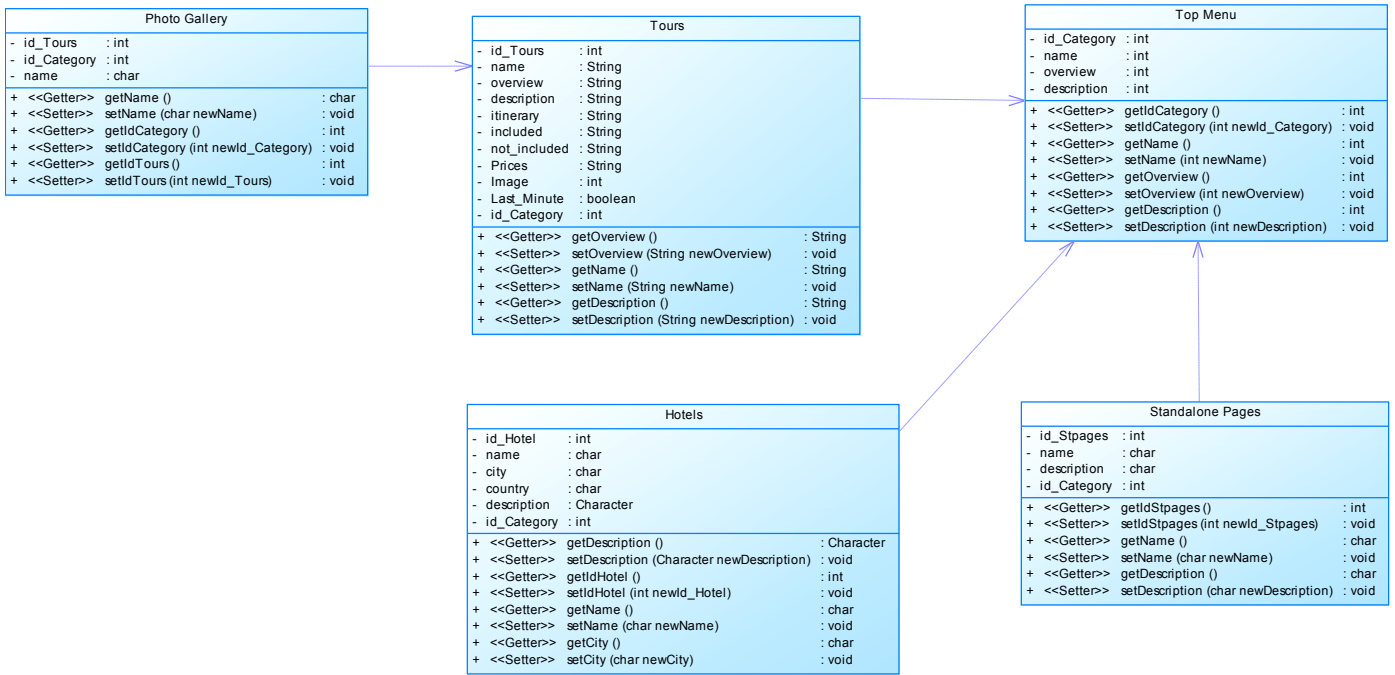 Photo Gallery
- id_Tours : int
- id_Category : int
- name : char
+ <<Getter>> getName () : char
+ <<Setter>> setName (char newName) : void
+ <<Getter>> getIdCategory () : int
+ <<Setter>> setIdCategory (int newId_Category) : void
+ <<Getter>> getIdTours () : int
+ <<Setter>> setIdTours (int newId_Tours) : void
Tours
- id_Tours : int
- name : String
- overview : String
- description : String
- itinerary : String
- included : String
- not_included : String
- Prices : String
- Image : int
- Last_Minute : boolean
- id_Category : int
+ <<Getter>> getOverview () : String
+ <<Setter>> setOverview (String newOverview) : void
+ <<Getter>> getName () : String
+ <<Setter>> setName (String newName) : void
+ <<Getter>> getDescription () : String
+ <<Setter>> setDescription (String newDescription) : void
Top Menu
- id_Category : int
- name : int
- overview : int
- description : int
+ <<Getter>> getIdCategory () : int
+ <<Setter>> setIdCategory (int newId_Category) : void
+ <<Getter>> getName () : int
+ <<Setter>> setName (int newName) : void
+ <<Getter>> getOverview () : int
+ <<Setter>> setOverview (int newOverview) : void
+ <<Getter>> getDescription () : int
+ <<Setter>> setDescription (int newDescription) : void
Hotels
- id_Hotel : int
- name : char
- city : char
- country : char
- description : Character
- id_Category : int
+ <<Getter>> getDescription () : Character
+ <<Setter>> setDescription (Character newDescription) : void
+ <<Getter>> getIdHotel () : int
+ <<Setter>> setIdHotel (int newId_Hotel) : void
+ <<Getter>> getName () : char
+ <<Setter>> setName (char newName) : void
+ <<Getter>> getCity () : char
+ <<Setter>> setCity (char newCity) : void
Standalone Pages
- id_Stpages : int
- name : char
- description : char
- id_Category : int
+ <<Getter>> getIdStpages () : int
+ <<Setter>> setIdStpages (int newId_Stpages) : void
+ <<Getter>> getName () : char
+ <<Setter>> setName (char newName) : void
+ <<Getter>> getDescription () : char
+ <<Setter>> setDescription (char newDescription) : void